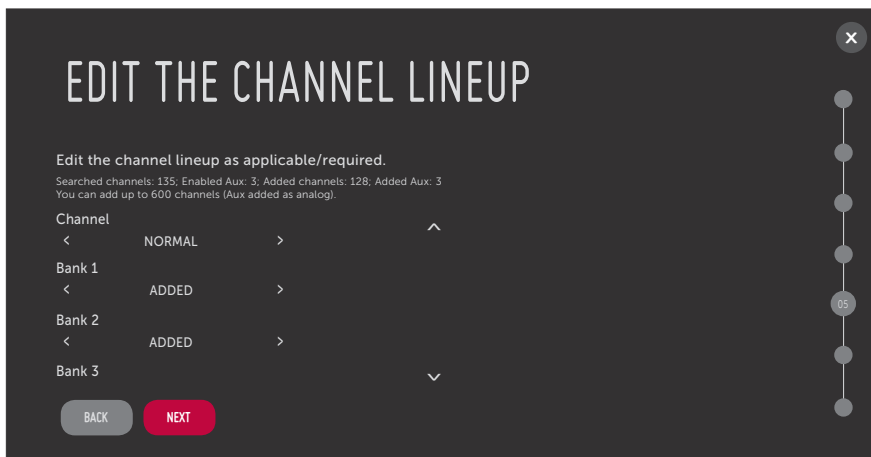 EDIT THE CHANNEL LINEUP
Edit the channel lineup as applicable/required.
Searched channels: 135; Enabled Aux: 3; Added channels: 128; Added Aux: 3
You can add up to 600 channels (Aux added as analog).
Channel
< NORMAL >
Bank 1
< ADDED >
Bank 2
< ADDED >
Bank 3
05
BACK NEXT